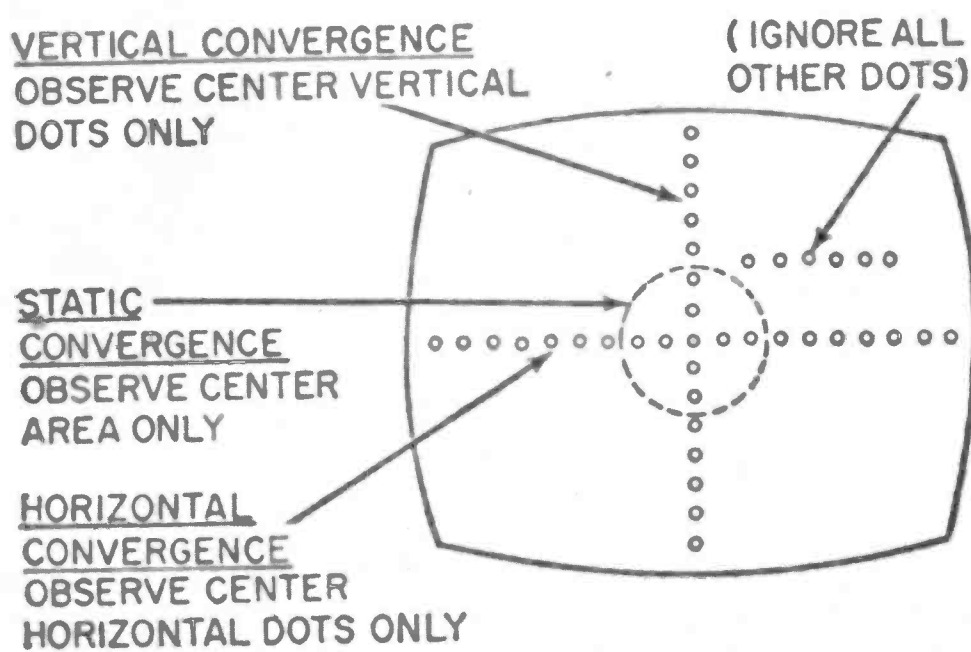 VERTICAL CONVERGENCE
OBSERVE CENTER VERTICAL
DOTS ONLY
(IGNORE ALL
OTHER DOTS)
STATIC
CONVERGENCE
OBSERVE CENTER
AREA ONLY
HORIZONTAL
CONVERGENCE
OBSERVE CENTER
HORIZONTAL DOTS ONLY